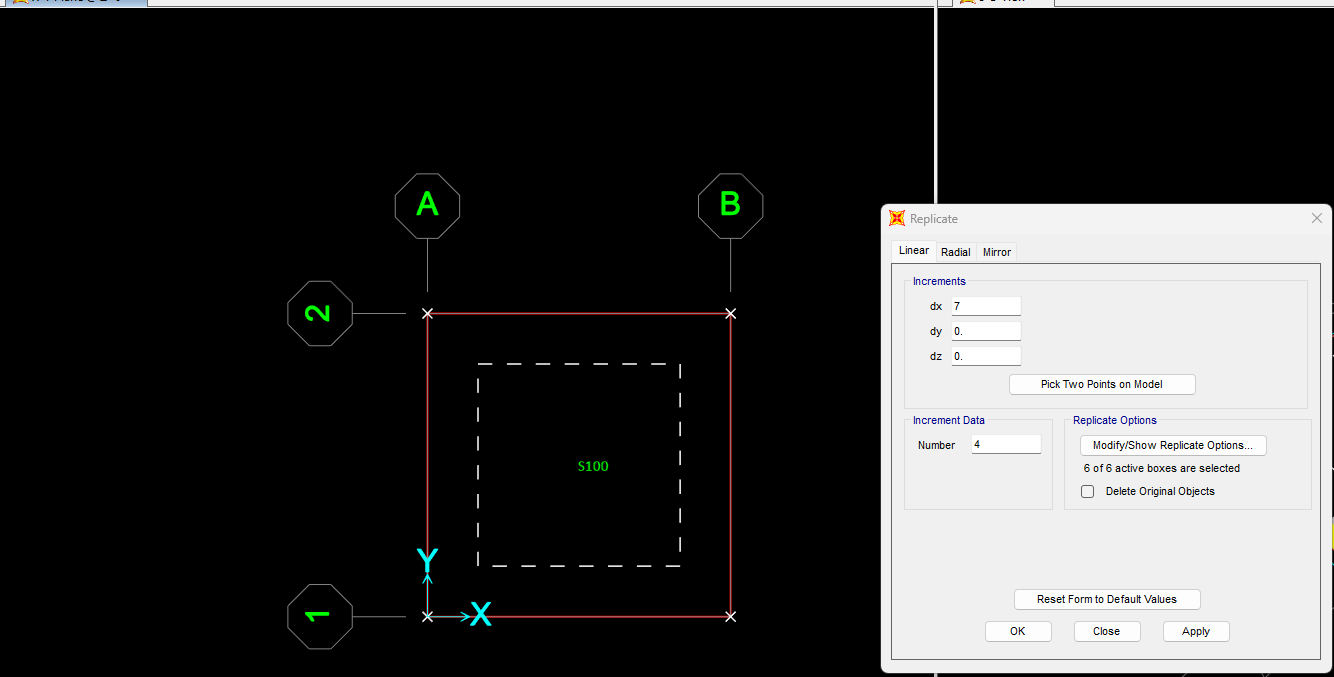 A
B
2
S100
Y
X
1
Replicate
Linear
Radial
Mirror
Increments
dx 7
dy 0.
dz 0.
Pick Two Points on Model
Increment Data
Number 4
Replicate Options
Modify/Show Replicate Options...
6 of 6 active boxes are selected
Delete Original Objects
Reset Form to Default Values
OK
Close
Apply